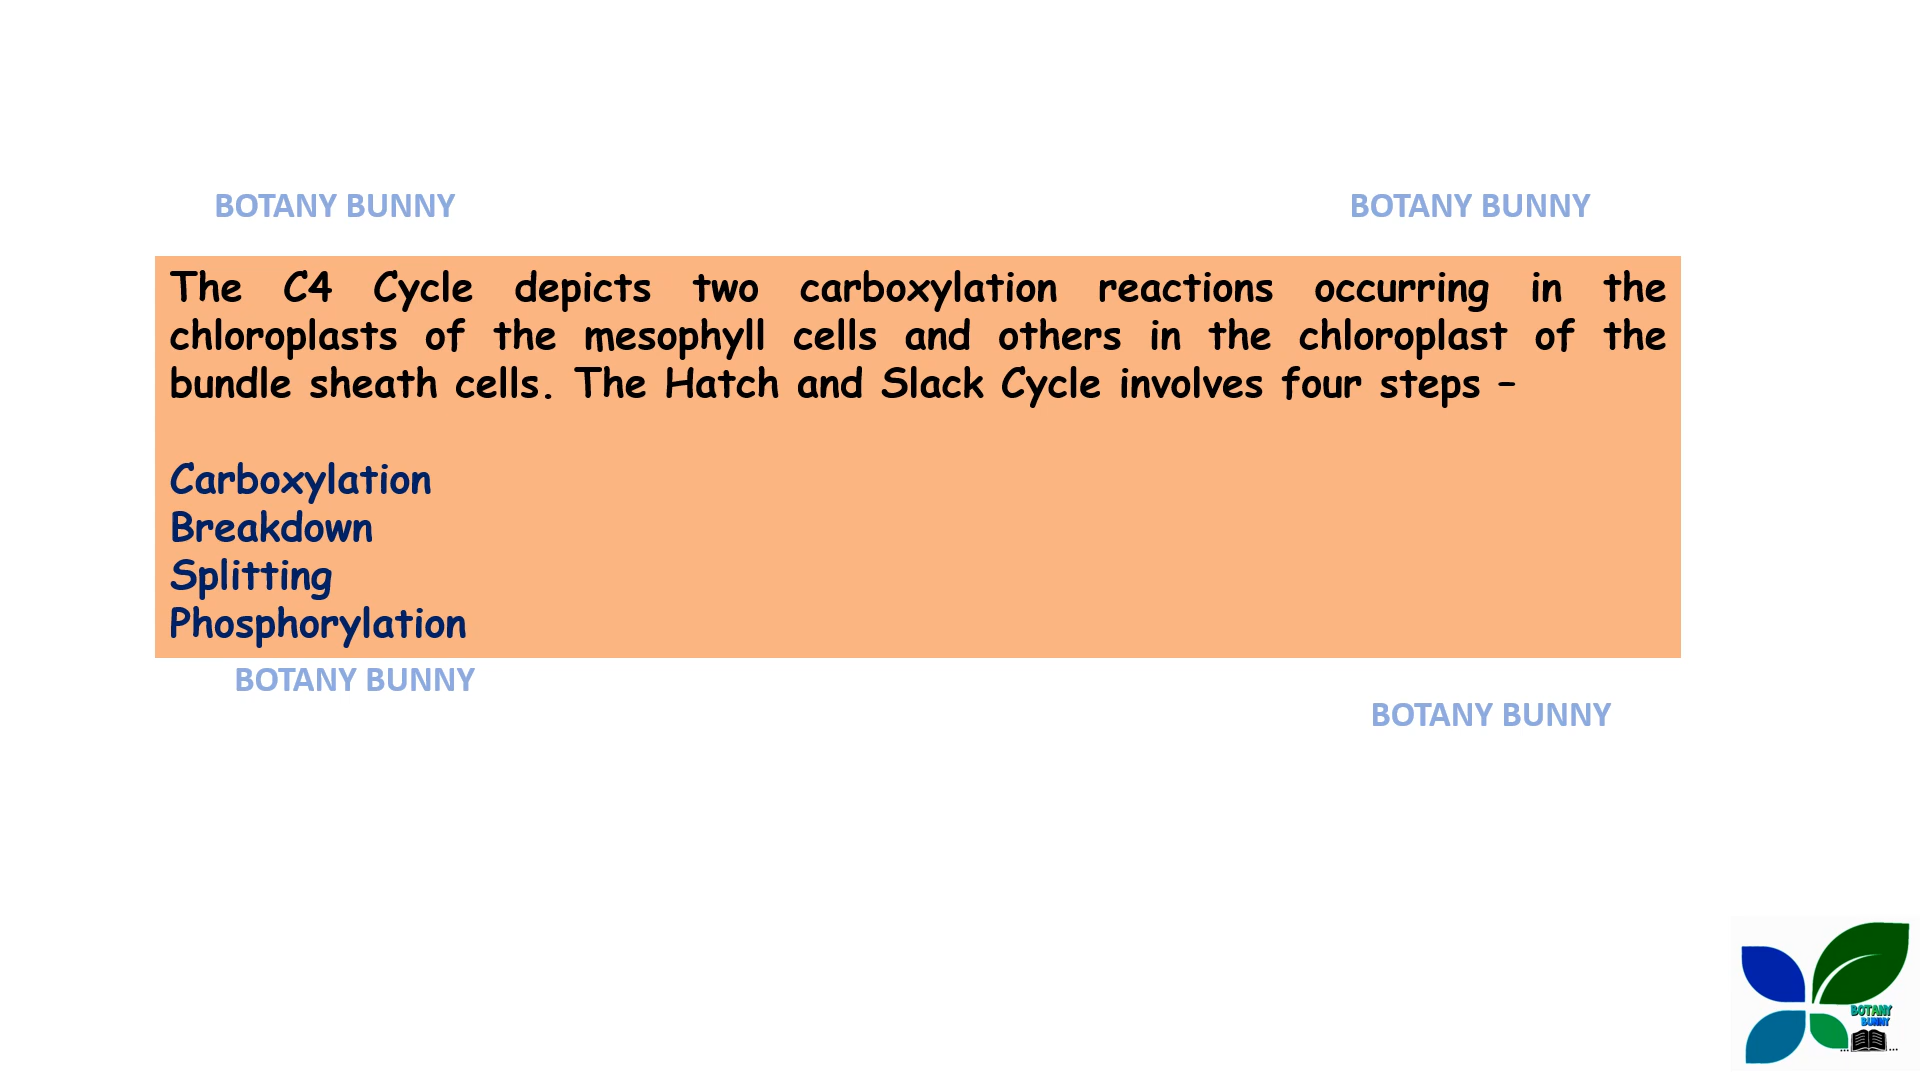 BOTANY BUNNY BOTANY BUNNY
The C4 Cycle depicts two carboxylation reactions occurring in the
chloroplasts of the mesophyll cells and others in the chloroplast of the
bundle sheath cells. The Hatch and Slack Cycle involves four steps –
Carboxylation
Breakdown
Splitting
Phosphorylation
BOTANY BUNNY
BOTANY BUNNY
BOTANY
BUNNY